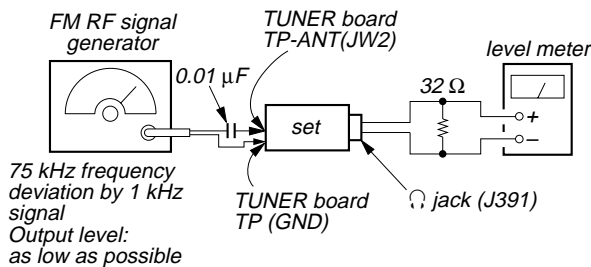 FM RF signal
generator
TUNER board
TP-ANT(JW2)
level meter
0.01 μF
32 Ω
set
+
–
75 kHz frequency
deviation by 1 kHz
signal
Output level:
as low as possible
TUNER board
TP (GND)
jack (J391)